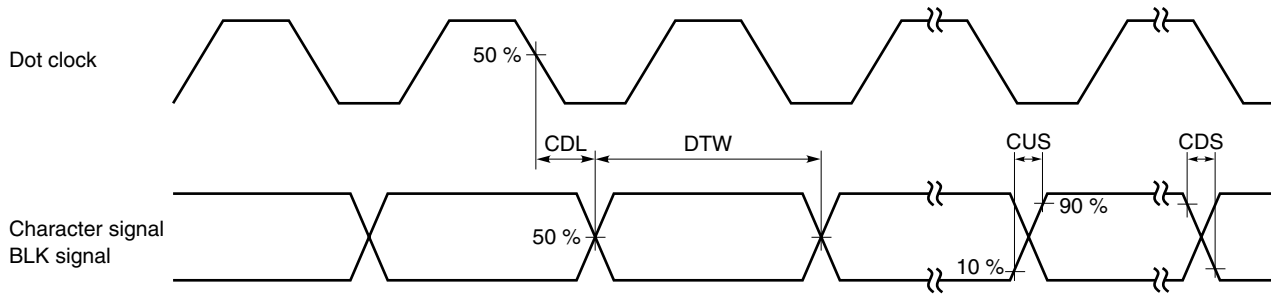 Dot clock
50 %
CDL
DTW
CUS
CDS
Character signal
BLK signal
50 %
10 %
90 %